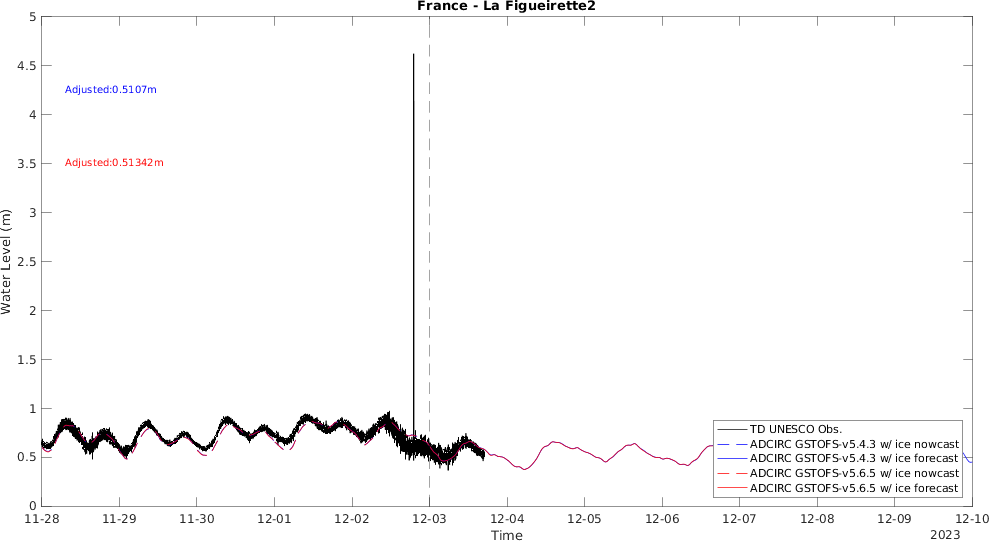 France - La Figueirette2
5
4.5
4
3.5
3
2.5
2
1.5
1
0.5
0
Water Level (m)
Adjusted:0.5107m
Adjusted:0.51342m
TD UNESCO Obs.
ADCIRC GSTOFS-v5.4.3 w/ ice nowcast
ADCIRC GSTOFS-v5.4.3 w/ ice forecast
ADCIRC GSTOFS-v5.6.5 w/ ice nowcast
ADCIRC GSTOFS-v5.6.5 w/ ice forecast
11-28 11-29 11-30 12-01 12-02 12-03 12-04 12-05 12-06 12-07 12-08 12-09 12-10
Time
2023